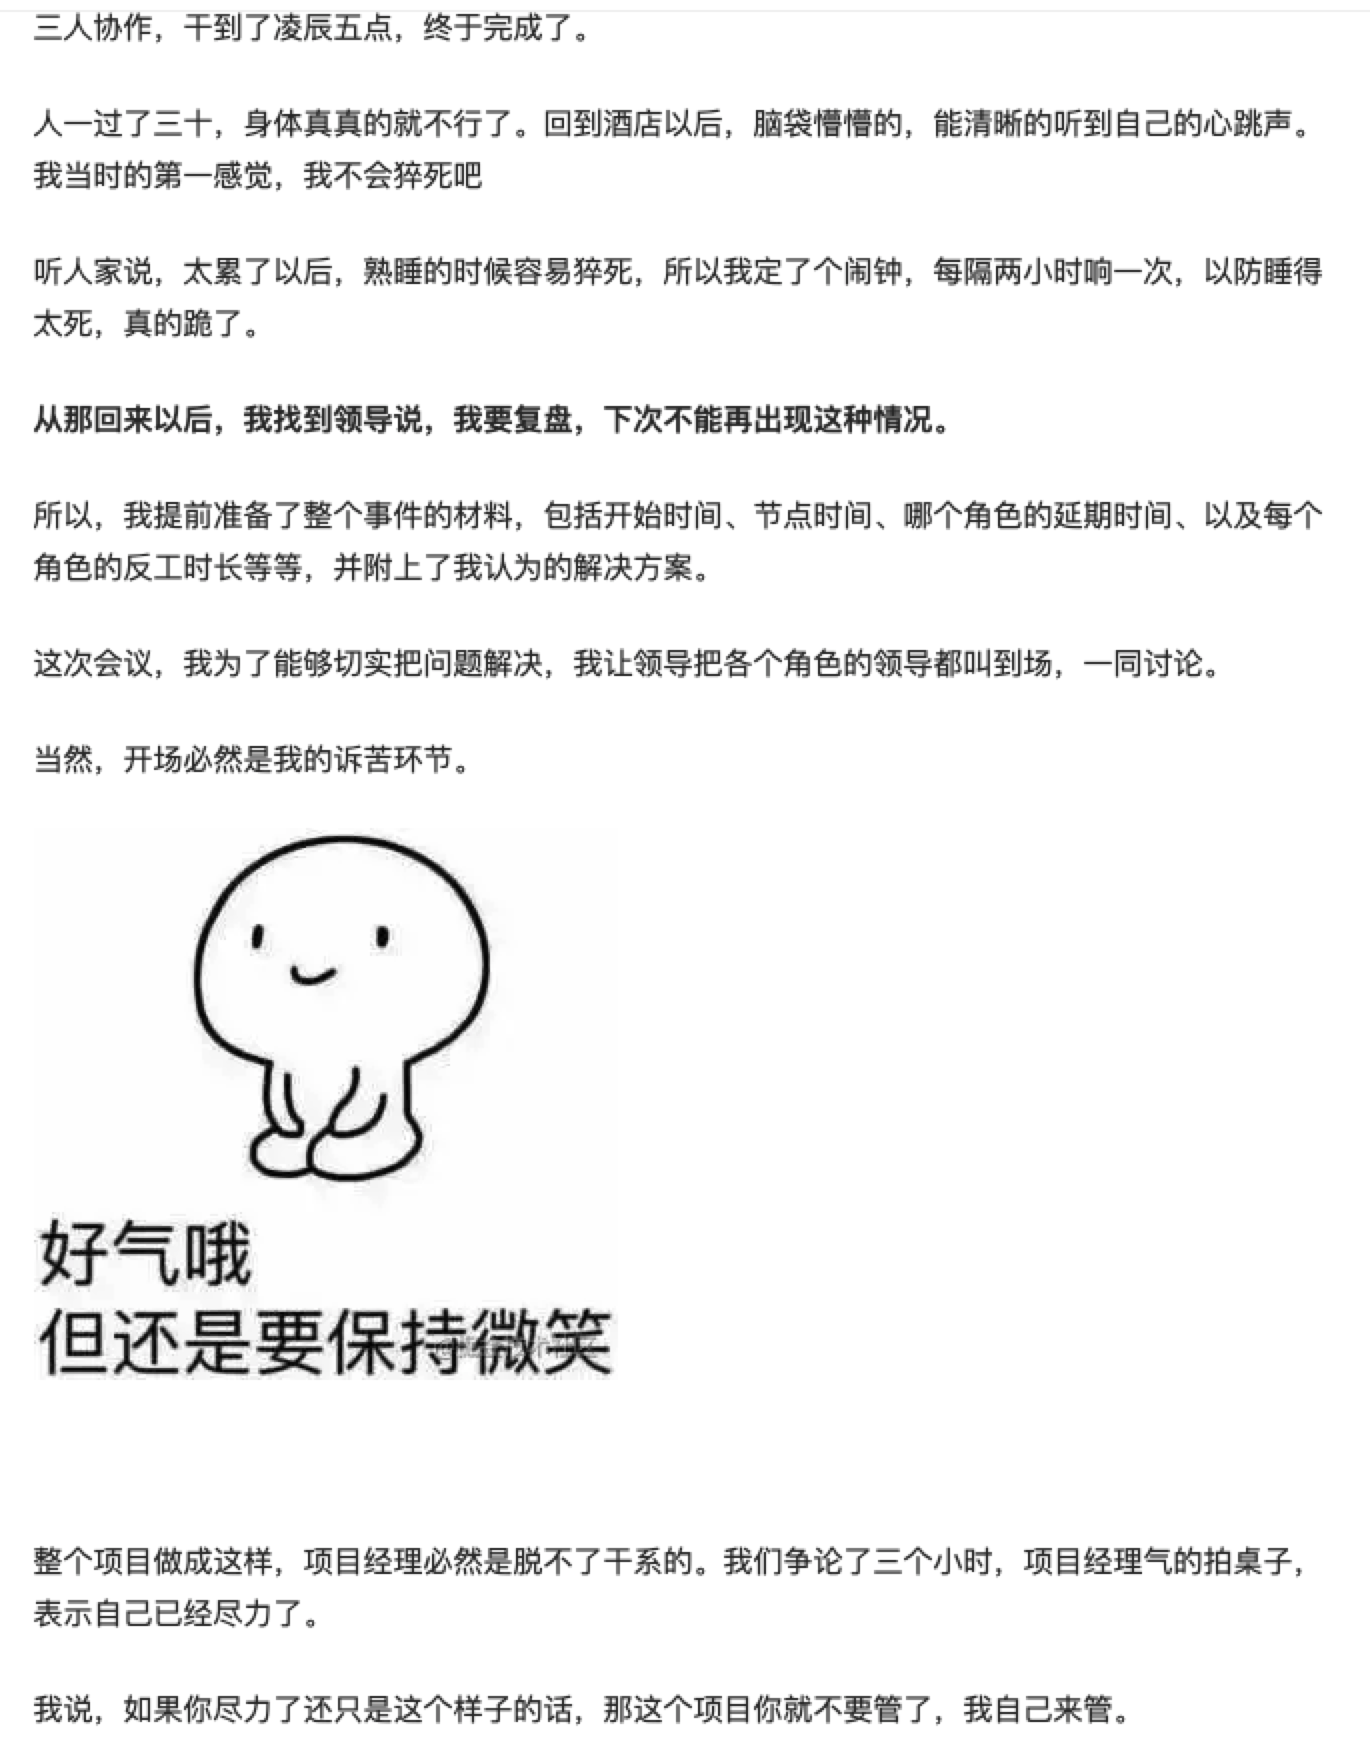 三人协作，干到了凌辰五点，终于完成了。
人一过了三十，身体真真的就不行了。回到酒店以后，脑袋懵懵的，能清晰的听到自己的心跳声。
我当时的第一感觉，我不会猝死吧
听人家说，太累了以后，熟睡的时候容易猝死，所以我定了个闹钟，每隔两小时响一次，以防睡得
太死，真的跪了。
从那回来以后，我找到领导说，我要复盘，下次不能再出现这种情况。
所以，我提前准备了整个事件的材料，包括开始时间、节点时间、哪个角色的延期时间、以及每个
角色的反工时长等等，并附上了我认为的解决方案。
这次会议，我为了能够切实把问题解决，我让领导把各个角色的领导都叫到场，一同讨论。
当然，开场必然是我的诉苦环节。
好气哦
但还是要保持微笑
整个项目做成这样，项目经理必然是脱不了干系的。我们争论了三个小时，项目经理气的拍桌子，
表示自己已经尽力了。
我说，如果你尽力了还只是这个样子的话，那这个项目你就不要管了，我自己来管。